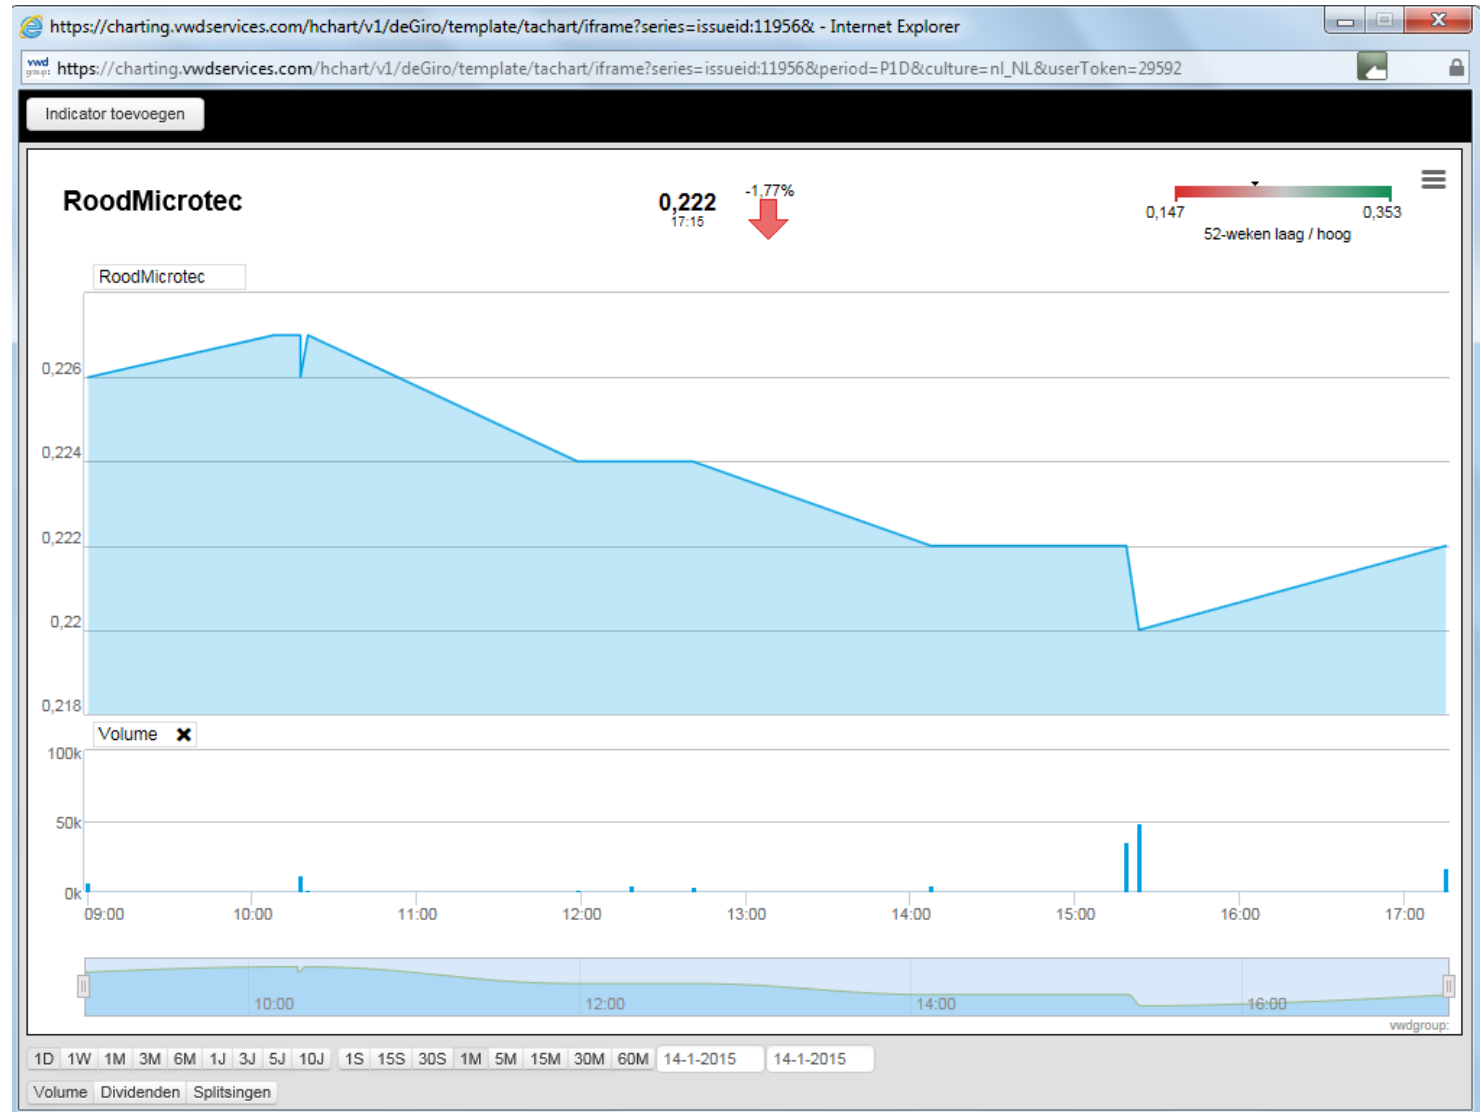 https://charting.vwdservices.com/hchart/v1/deGiro/template/tachart/iframe?series=issueid:11956& - Internet Explorer
vwd group: https://charting.vwdservices.com/hchart/v1/deGiro/template/tachart/iframe?series=issueid:11956&period=P1D&culture=nl_NL&userToken=29592
Indicator toevoegen
RoodMicrotec
0,222
17:15
-1,77%
0,147 0,353
52-weken laag / hoog
RoodMicrotec
0,226
0,224
0,222
0,22
0,218
Volume ✖
100k
50k
0k
09:00 10:00 11:00 12:00 13:00 14:00 15:00 16:00 17:00
10:00 12:00 14:00 16:00
vwdgroup:
1D 1W 1M 3M 6M 1J 3J 5J 10J 1S 15S 30S 1M 5M 15M 30M 60M 14-1-2015 14-1-2015
Volume Dividenden Splitsingen